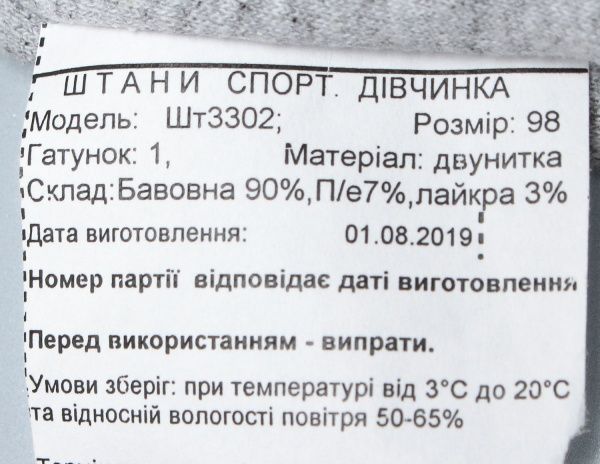 ШТАНИ СПОРТ. ДІВЧИНКА
Модель: Шт3302; Розмір: 98
Гатунок: 1, Матеріал: двунитка
Склад:Бавовна 90%,П/е7%,лайкра 3%
Дата виготовлення: 01.08.2019
Номер партії відповідає даті виготовлення
Перед використанням - випрати.
Умови зберіг: при температурі від 3°С до 20°С
та відносній вологості повітря 50-65%